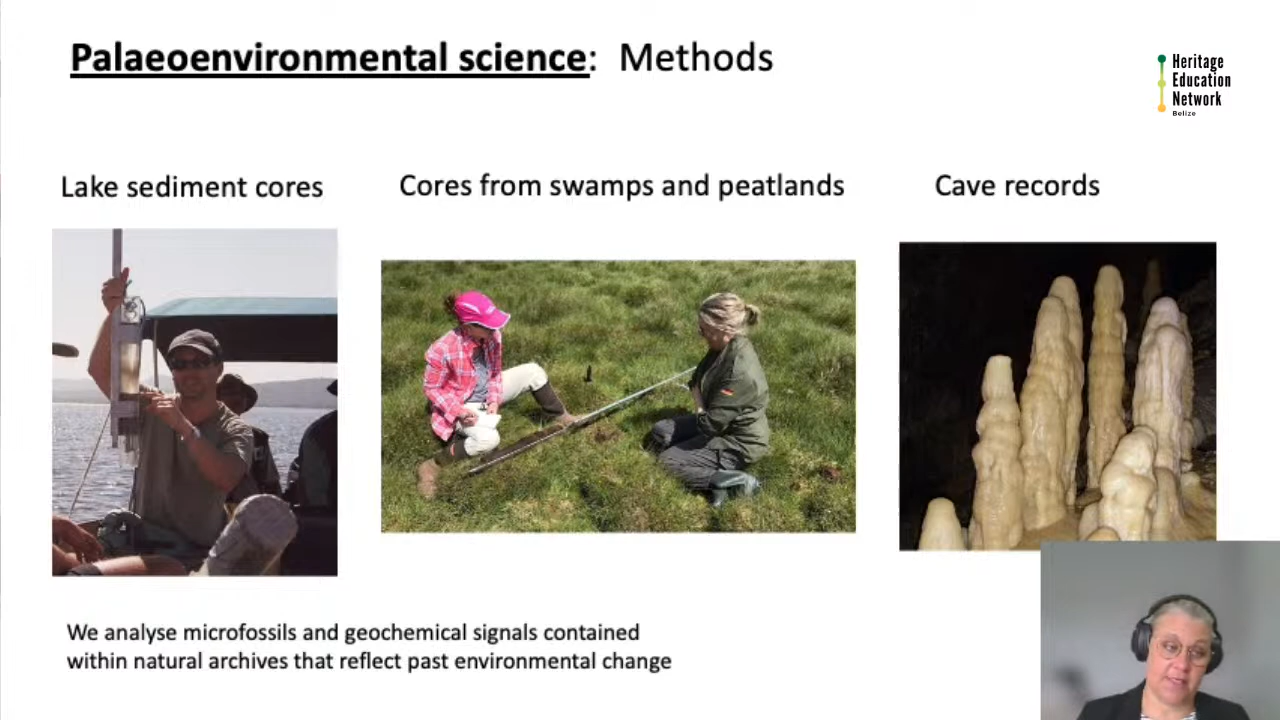 Palaeoenvironmental science: Methods
Heritage
Education
Network
Belize
Lake sediment cores
Cores from swamps and peatlands
Cave records
We analyse microfossils and geochemical signals contained
within natural archives that reflect past environmental change